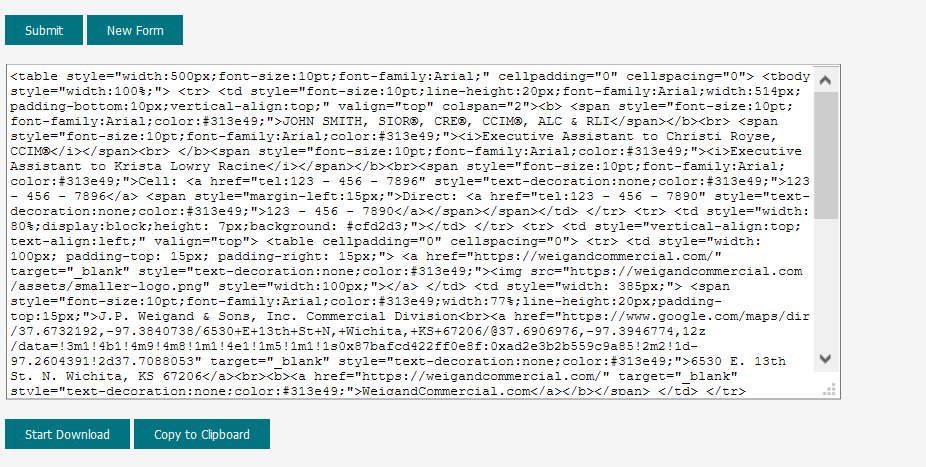 Submit New Form
<table style="width:500px;font-size:10pt;font-family:Arial;" cellpadding="0" cellspacing="0"> <tbody
style="width:100%;"> <tr> <td style="font-size:10pt;line-height:20px;font-family:Arial;width:514px;
padding-bottom:10px;vertical-align:top;" valign="top" colspan="2"><b> <span style="font-size:10pt;
font-family:Arial;color:#313e49;">JOHN SMITH, SIOR®, CRE®, CCIM®, ALC & RLI</span></b><br> <span
style="font-size:10pt;font-family:Arial;color:#313e49;"><i>Executive Assistant to Christi Royse,
CCIM®</i></span><br> </b><span style="font-size:10pt;font-family:Arial;color:#313e49;"><i>Executive
Assistant to Krista Lowry Racine</i></span></b><br><span style="font-size:10pt;font-family:Arial;
color:#313e49;">Cell: <a href="tel:123 - 456 - 7896" style="text-decoration:none;color:#313e49;">123
- 456 - 7896</a> <span style="margin-left:15px;">Direct: <a href="tel:123 - 456 - 7890" style="text-
decoration:none;color:#313e49;">123 - 456 - 7890</a></span></span></td> </tr> <tr> <td style="width:
80%;display:block;height: 7px;background: #cfd2d3;"></td> </tr> <tr> <td style="vertical-align:top;
text-align:left;" valign="top"> <table cellpadding="0" cellspacing="0"> <tr> <td style="width:
100px; padding-top: 15px; padding-right: 15px;"> <a href="https://weigandcommercial.com/"
target="_blank" style="text-decoration:none;color:#313e49;"><img src="https://weigandcommercial.com
/assets/smaller-logo.png" style="width:100px;"></a> </td> <td style="width: 385px;"> <span
style="font-size:10pt;font-family:Arial;color:#313e49;width:77%;line-height:20px;padding-
top:15px;">J.P. Weigand & Sons, Inc. Commercial Division<br><a href="https://www.google.com/maps/dir
/37.6732192,-97.3840738/6530+E+13th+St+N,+Wichita,+KS+67206/@37.6906976,-97.3946774,12z
/data=!3m1!4b1!4m9!4m8!1m4!1e1!1m5!1m1!1s0x87bafcd422ff0e8f:0xad2e3b2b559c9a85!2m2!1d-
97.2604391!2d37.7088053" target="_blank" style="text-decoration:none;color:#313e49;">6530 E. 13th
St. N. Wichita, KS 67206</a><br><b><a href="https://weigandcommercial.com/" target="_blank"
style="text-decoration:none;color:#313e49;">WeigandCommercial.com</a></b></span> </td> </tr>
Start Download Copy to Clipboard